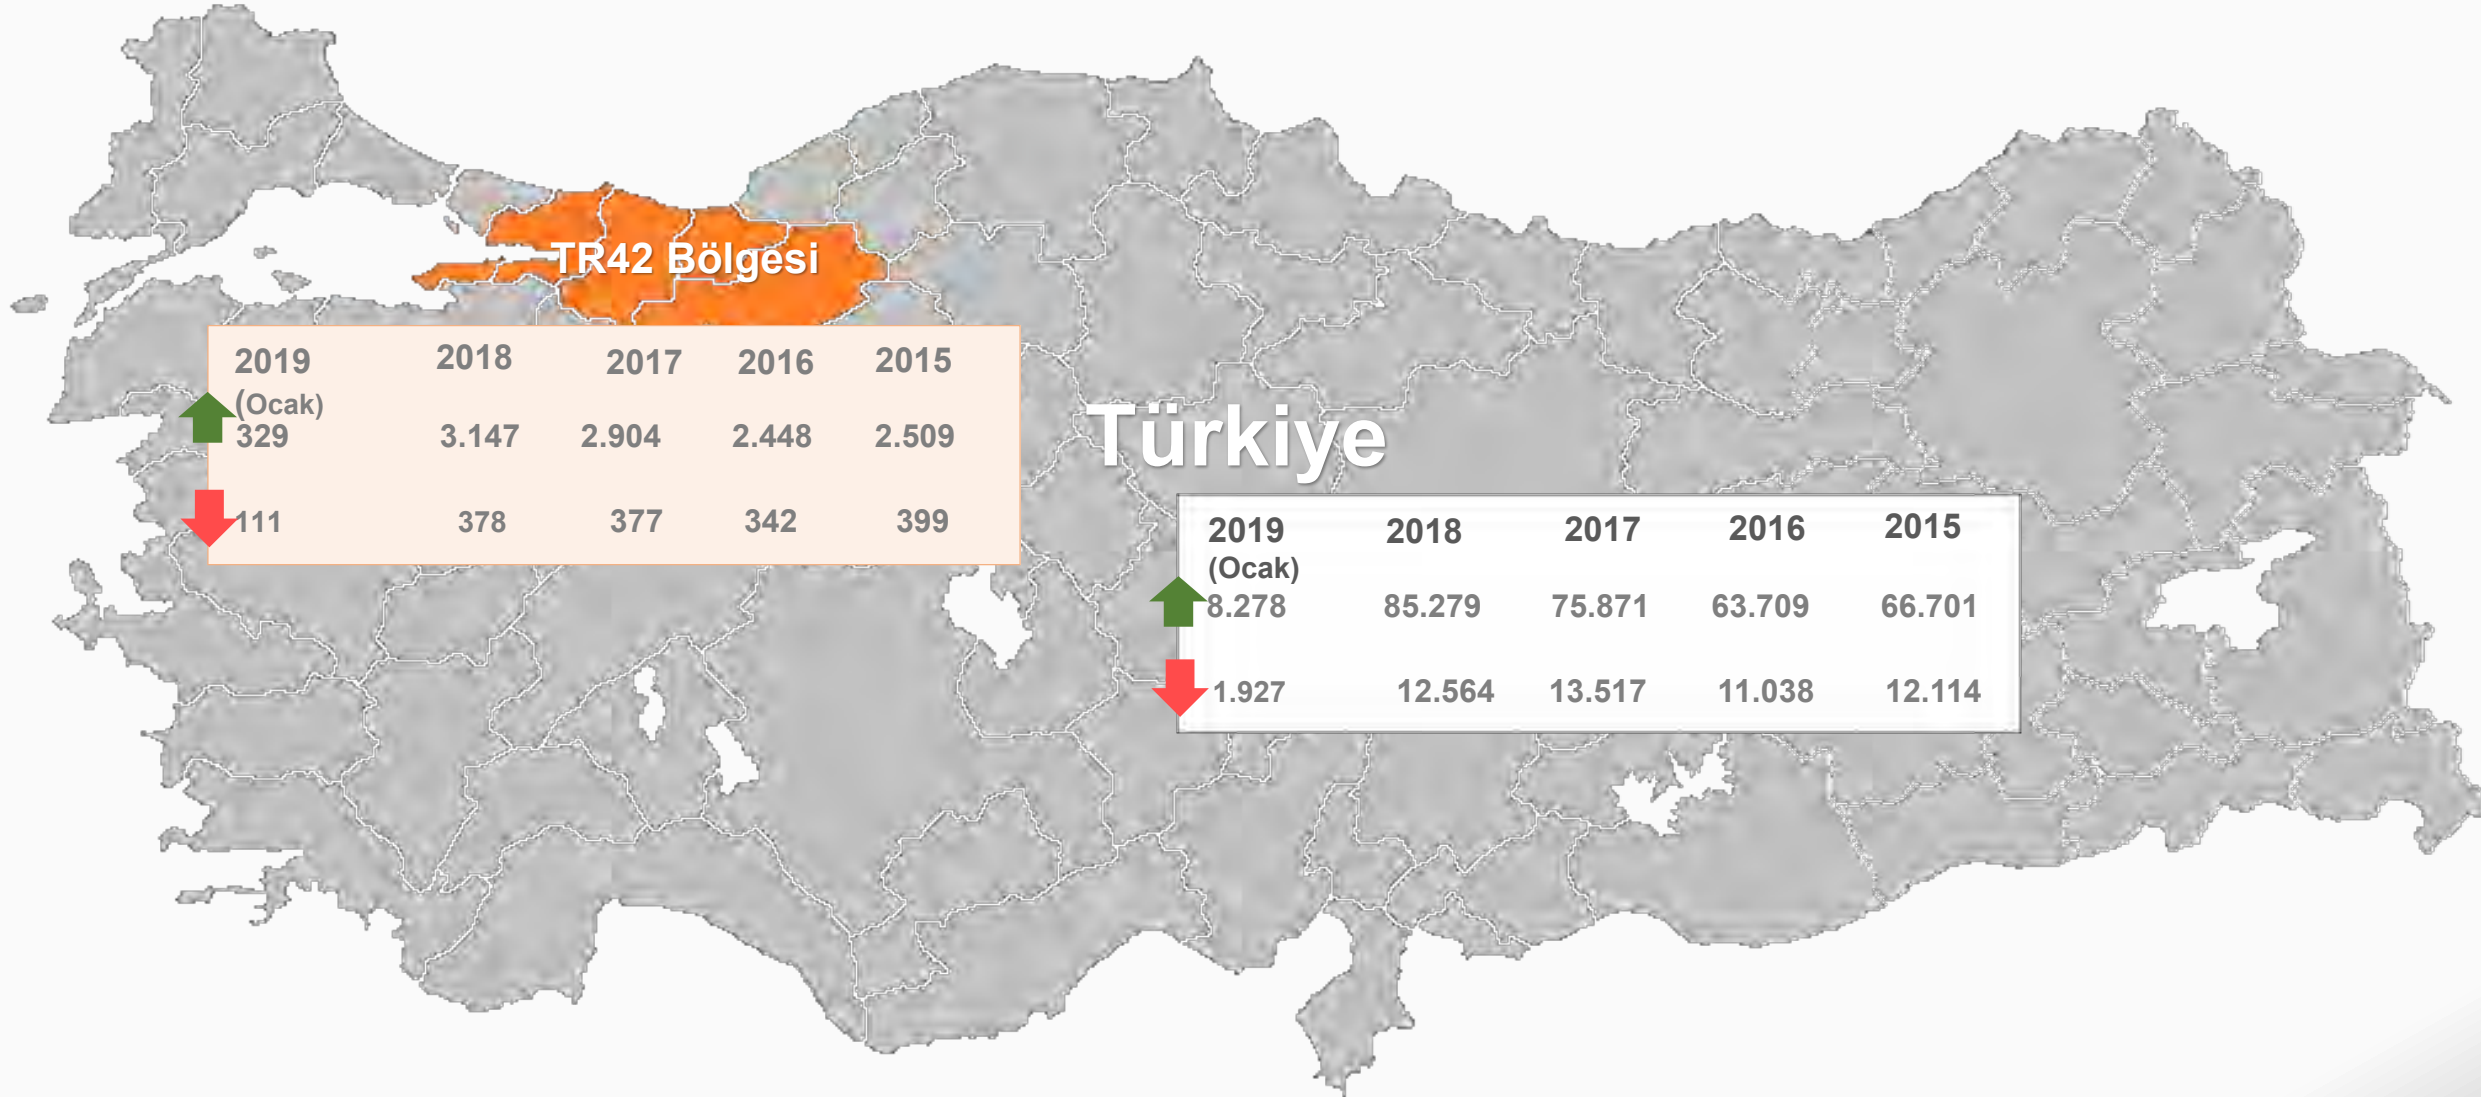 TR42 Bölgesi
2019 2018 2017 2016 2015
(Ocak)
329 3.147 2.904 2.448 2.509
111 378 377 342 399
Türkiye
2019 2018 2017 2016 2015
(Ocak)
8.278 85.279 75.871 63.709 66.701
1.927 12.564 13.517 11.038 12.114